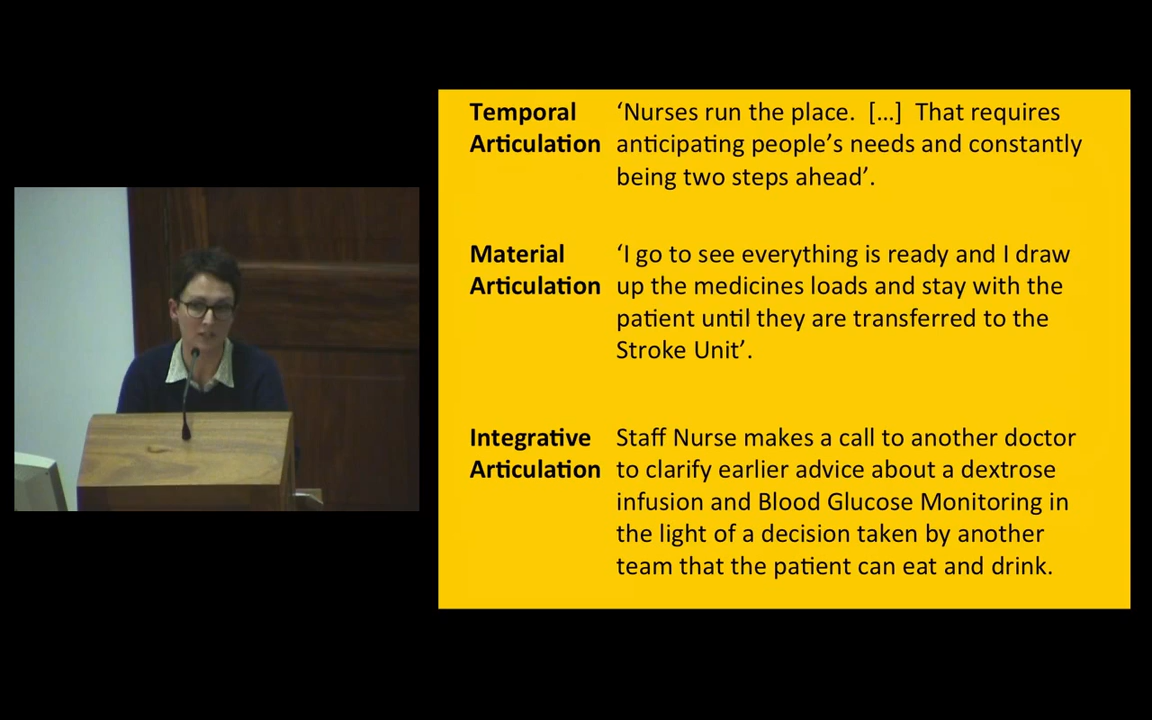 Temporal Articulation
‘Nurses run the place. [...] That requires
anticipating people’s needs and constantly
being two steps ahead’.
Material Articulation
‘I go to see everything is ready and I draw
up the medicines loads and stay with the
patient until they are transferred to the
Stroke Unit’.
Integrative Articulation
Staff Nurse makes a call to another doctor
to clarify earlier advice about a dextrose
infusion and Blood Glucose Monitoring in
the light of a decision taken by another
team that the patient can eat and drink.